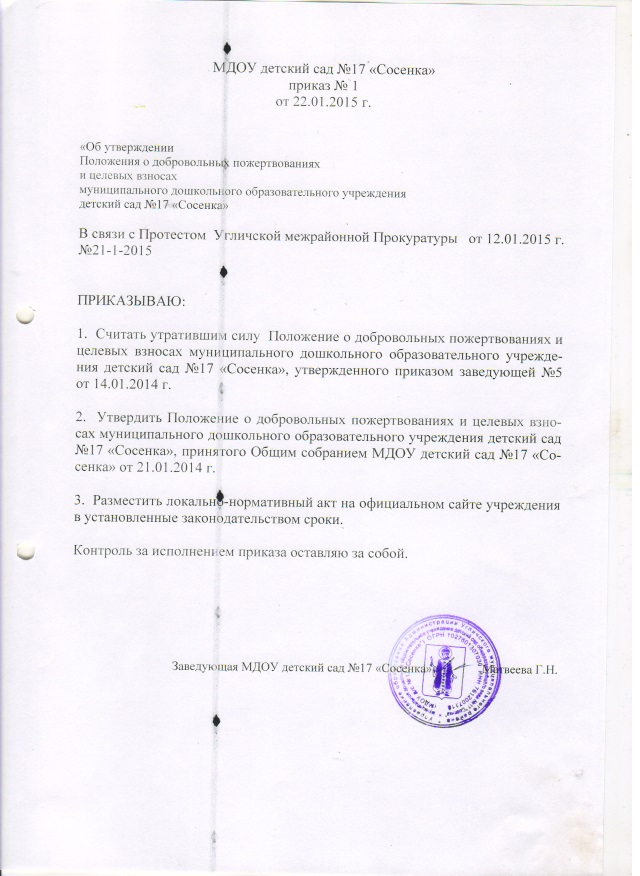 МДОУ детский сад №17 «Сосенка»
приказ № 1
от 22.01.2015 г.
«Об утверждении
Положения о добровольных пожертвованиях
и целевых взносах
муниципального дошкольного образовательного учреждения
детский сад №17 «Сосенка»
В связи с Протестом Угличской межрайонной Прокуратуры от 12.01.2015 г.
№21-1-2015
ПРИКАЗЫВАЮ:
1. Считать утратившим силу Положение о добровольных пожертвованиях и
целевых взносах муниципального дошкольного образовательного учрежде-
ния детский сад №17 «Сосенка», утвержденного приказом заведующей №5
от 14.01.2014 г.
2. Утвердить Положение о добровольных пожертвованиях и целевых взно-
сах муниципального дошкольного образовательного учреждения детский сад
№17 «Сосенка», принятого Общим собранием МДОУ детский сад №17 «Со-
сенка» от 21.01.2014 г.
3. Разместить локально-нормативный акт на официальном сайте учреждения
в установленные законодательством сроки.
Контроль за исполнением приказа оставляю за собой.
Заведующая МДОУ детский сад №17 «Сосенка» Матвеева Г.Н.